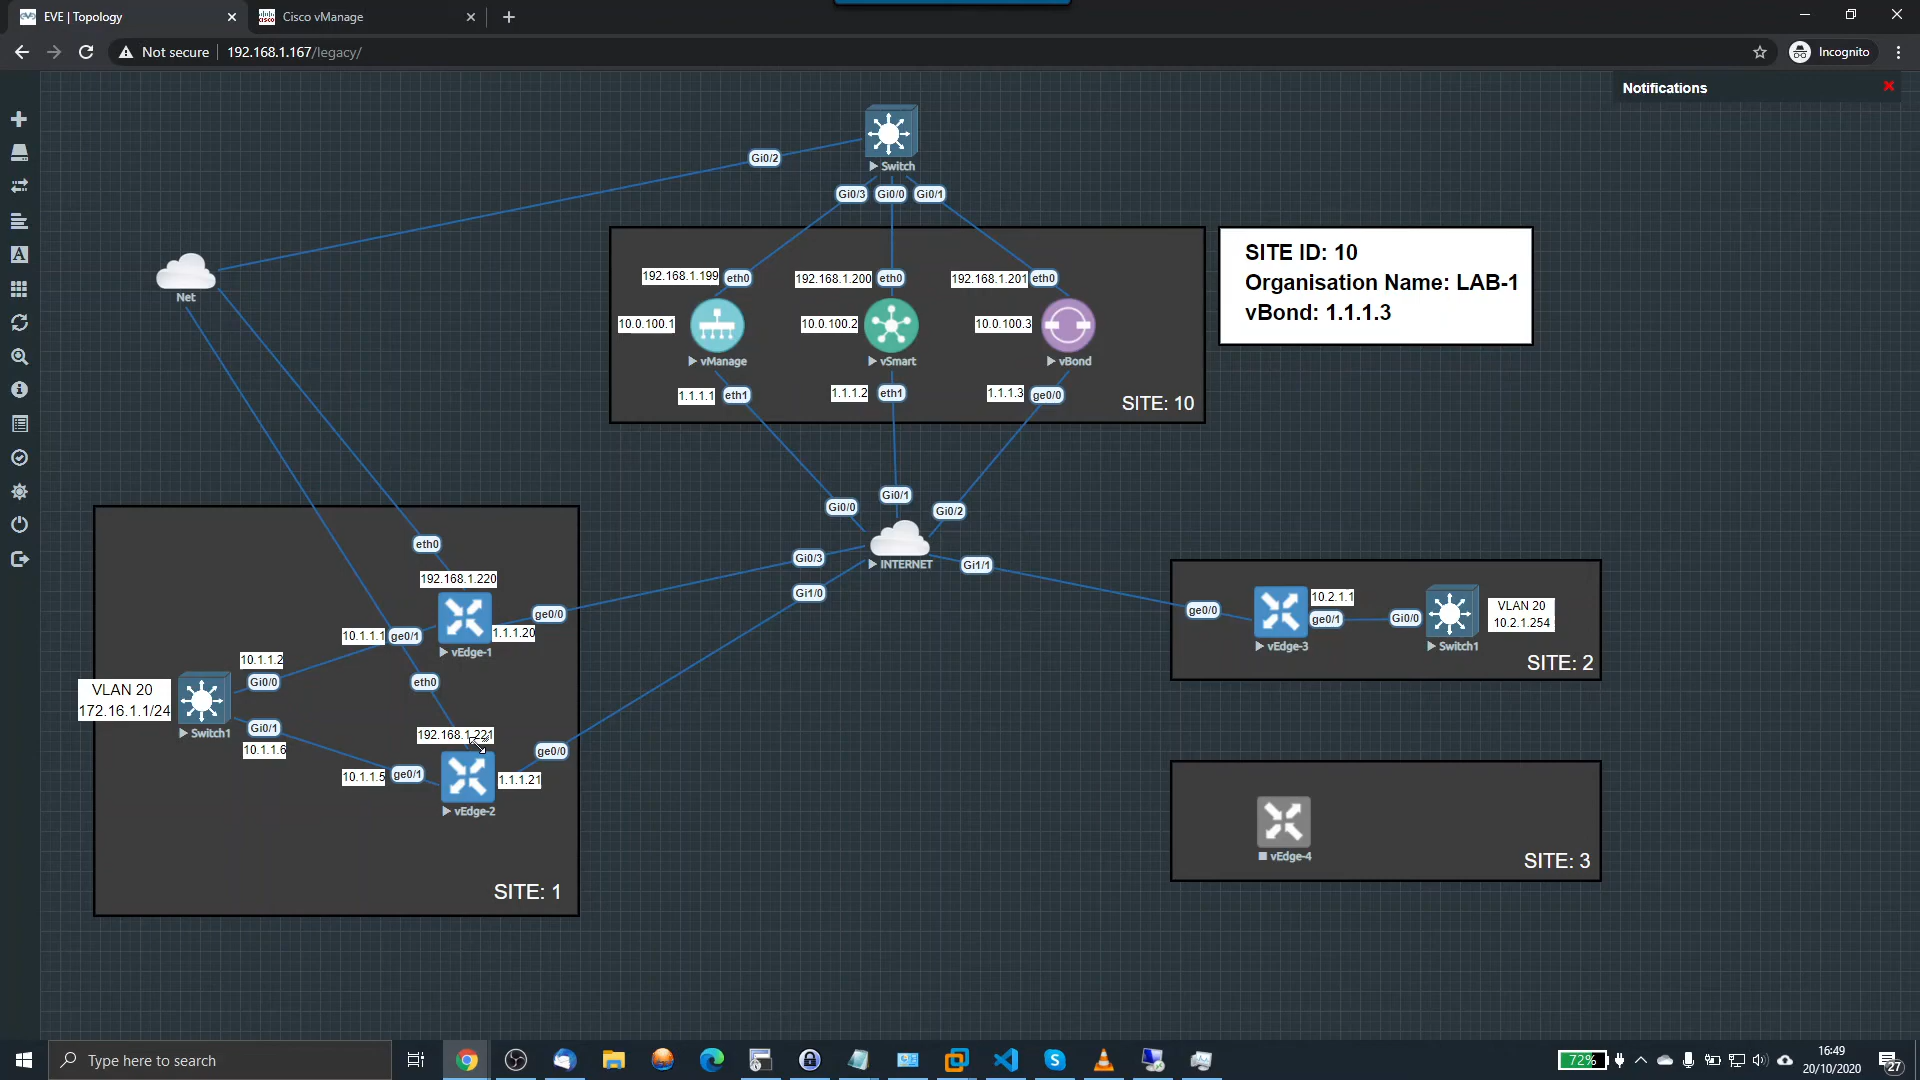 EVE | Topology
Cisco vManage
Not secure
192.168.1.167/legacy/
Incognito
Notifications
Switch
Gi0/2
Gi0/3
Gi0/0
Gi0/1
Net
192.168.1.199
eth0
192.168.1.200
eth0
192.168.1.201
eth0
10.0.100.1
10.0.100.2
10.0.100.3
vManage
vSmart
vBond
1.1.1.1
eth1
1.1.1.2
eth1
1.1.1.3
ge0/0
SITE: 10
SITE ID: 10
Organisation Name: LAB-1
vBond: 1.1.1.3
Gi0/0
Gi0/1
Gi0/2
INTERNET
Gi0/3
Gi1/0
Gi1/1
eth0
192.168.1.220
ge0/0
10.1.1.1
ge0/1
1.1.1.20
vEdge-1
10.1.1.2
Gi0/0
eth0
VLAN 20
172.16.1.1/24
Switch1
Gi0/1
10.1.1.6
192.168.1.221
ge0/0
10.1.1.5
ge0/1
1.1.1.21
vEdge-2
SITE: 1
ge0/0
10.2.1.1
ge0/1
Gi0/0
VLAN 20
10.2.1.254
vEdge-3
Switch1
SITE: 2
vEdge-4
SITE: 3
Type here to search
72%
16:49
20/10/2020
27